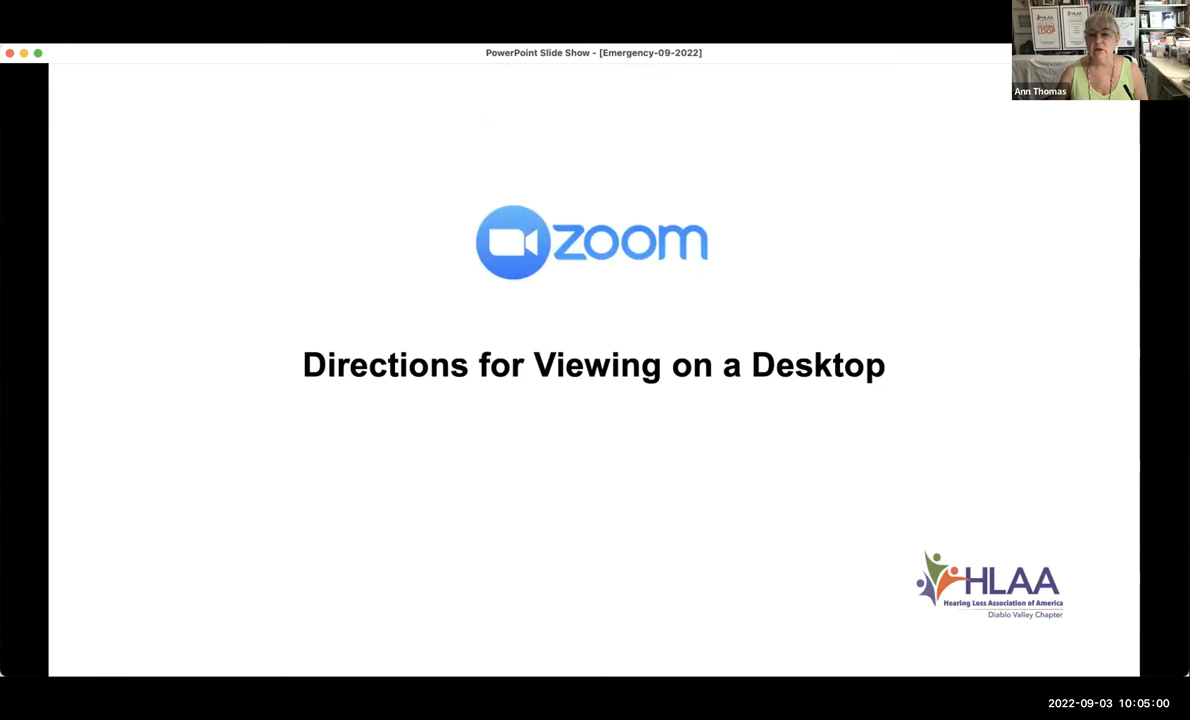 PowerPoint Slide Show - [Emergency-09-2022]
Ann Thomas
zoom
Directions for Viewing on a Desktop
HLAA
Hearing Loss Association of America
Diablo Valley Chapter
2022-09-03 10:05:00